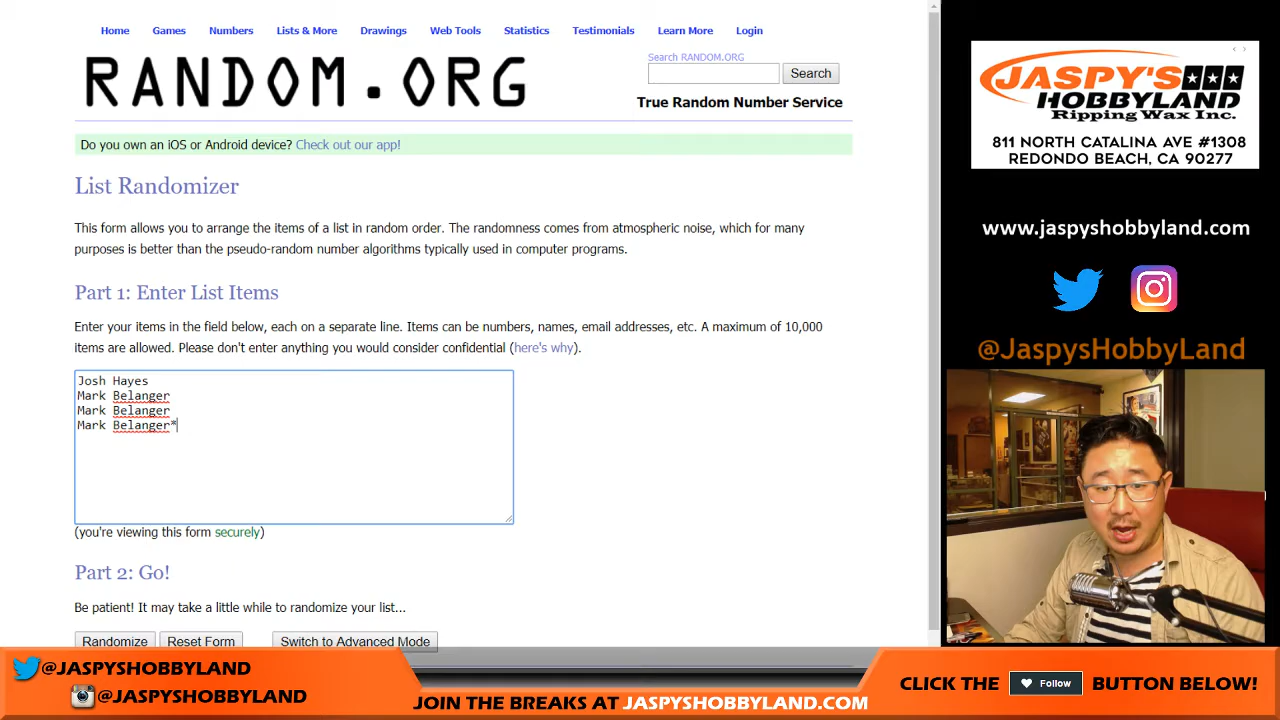 Home Games Numbers Lists & More Drawings Web Tools Statistics Testimonials Learn More Login
RANDOM.ORG
Search RANDOM.ORG
Search
True Random Number Service
Do you own an iOS or Android device? Check out our app!
List Randomizer
This form allows you to arrange the items of a list in random order. The randomness comes from atmospheric noise, which for many
purposes is better than the pseudo-random number algorithms typically used in computer programs.
Part 1: Enter List Items
Enter your items in the field below, each on a separate line. Items can be numbers, names, email addresses, etc. A maximum of 10,000
items are allowed. Please don't enter anything you would consider confidential (here's why).
Josh Hayes
Mark Belanger
Mark Belanger
Mark Belanger*
(you're viewing this form securely)
Part 2: Go!
Be patient! It may take a little while to randomize your list...
Randomize Reset Form Switch to Advanced Mode
JASPY'S
HOBBYLAND
Ripping Wax Inc.
811 NORTH CATALINA AVE #1308
REDONDO BEACH, CA 90277
www.jaspyshobbyland.com
@JaspysHobbyLand
@JASPYSHOBBYLAND
@JASPYSHOBBYLAND
JOIN THE BREAKS AT JASPYSHOBBYLAND.COM
CLICK THE Follow BUTTON BELOW!